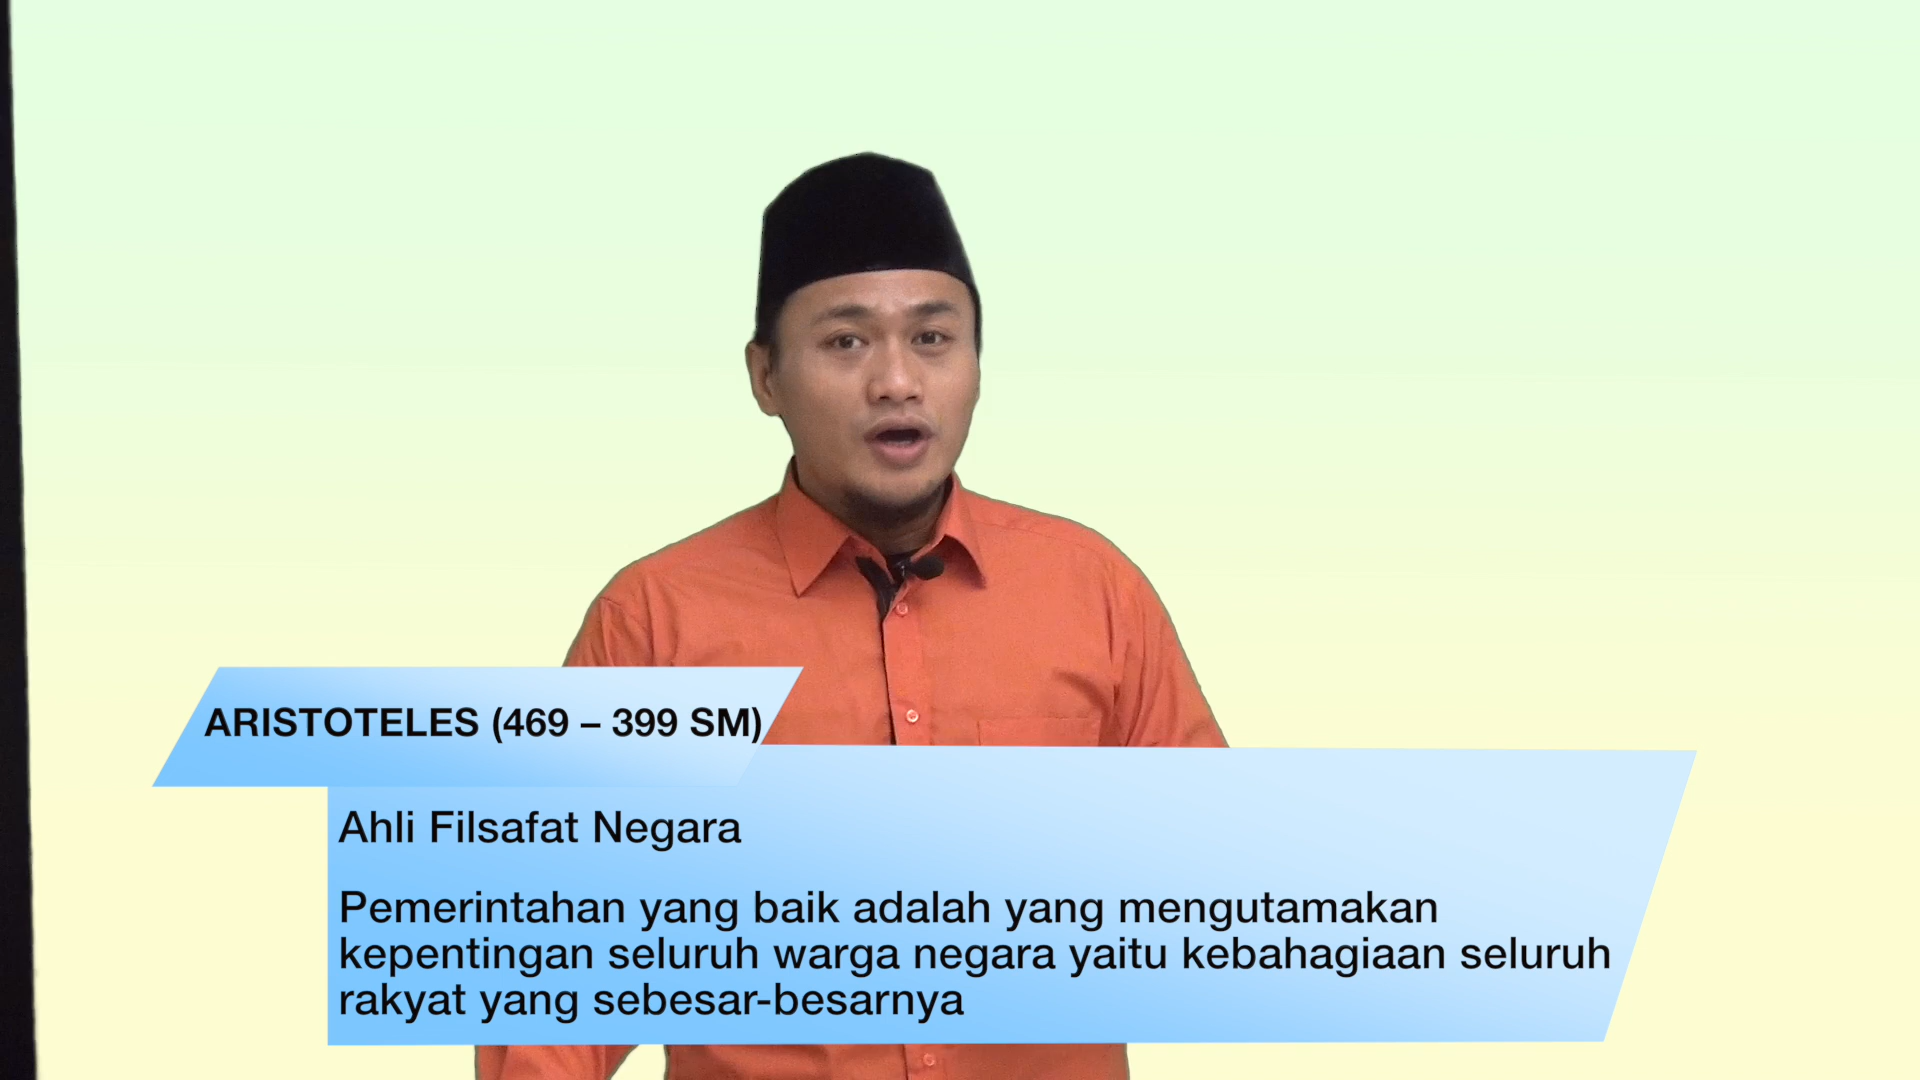 ARISTOTELES (469 – 399 SM)
Ahli Filsafat Negara
Pemerintahan yang baik adalah yang mengutamakan
kepentingan seluruh warga negara yaitu kebahagiaan seluruh
rakyat yang sebesar-besarnya